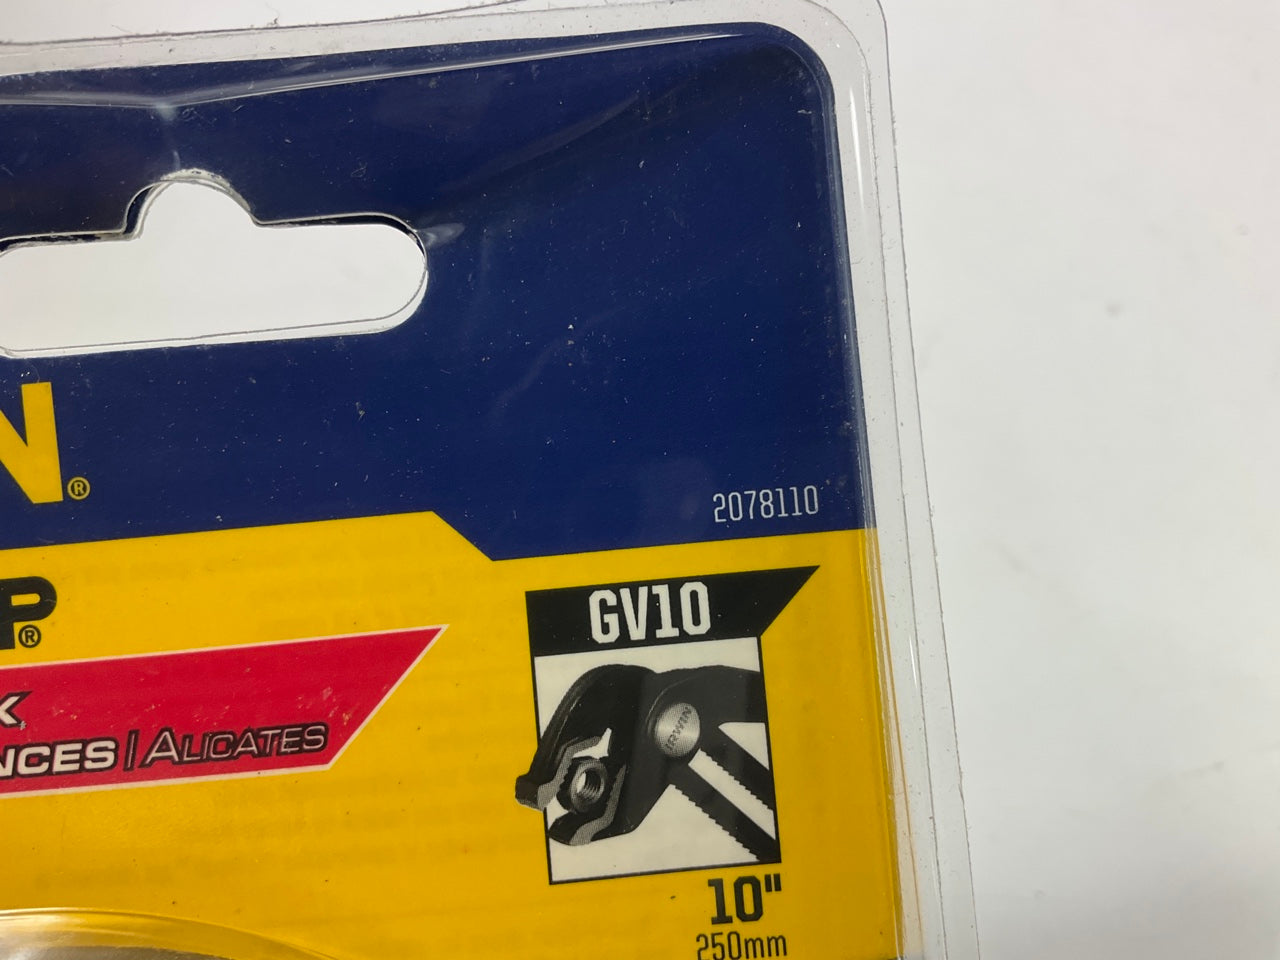 N®
2078110
P®
GV10
IRWIN
K
NCES | ALICATES
10"
250mm